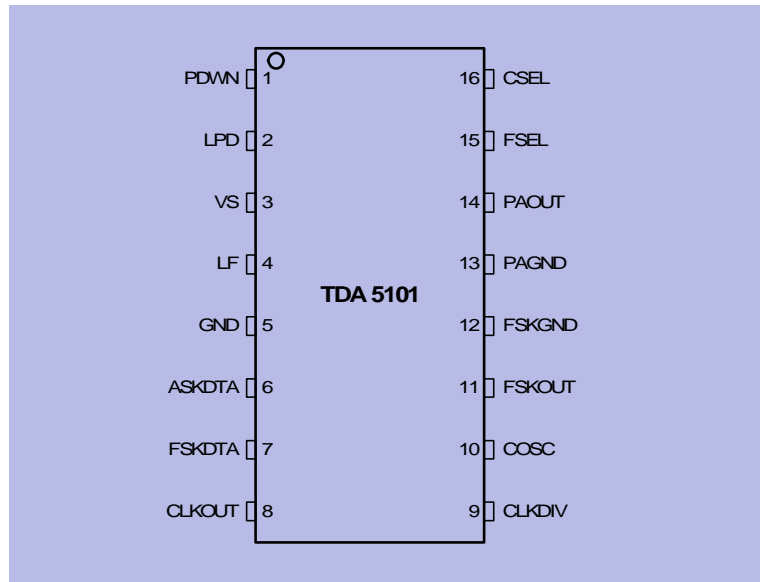 PDWN 1 16 CSEL
LPD 2 15 FSEL
VS 3 14 PAOUT
LF 4 13 PAGND
TDA 5101
GND 5 12 FSKGND
ASKDTA 6 11 FSKOUT
FSKDTA 7 10 COSC
CLKOUT 8 9 CLKDIV